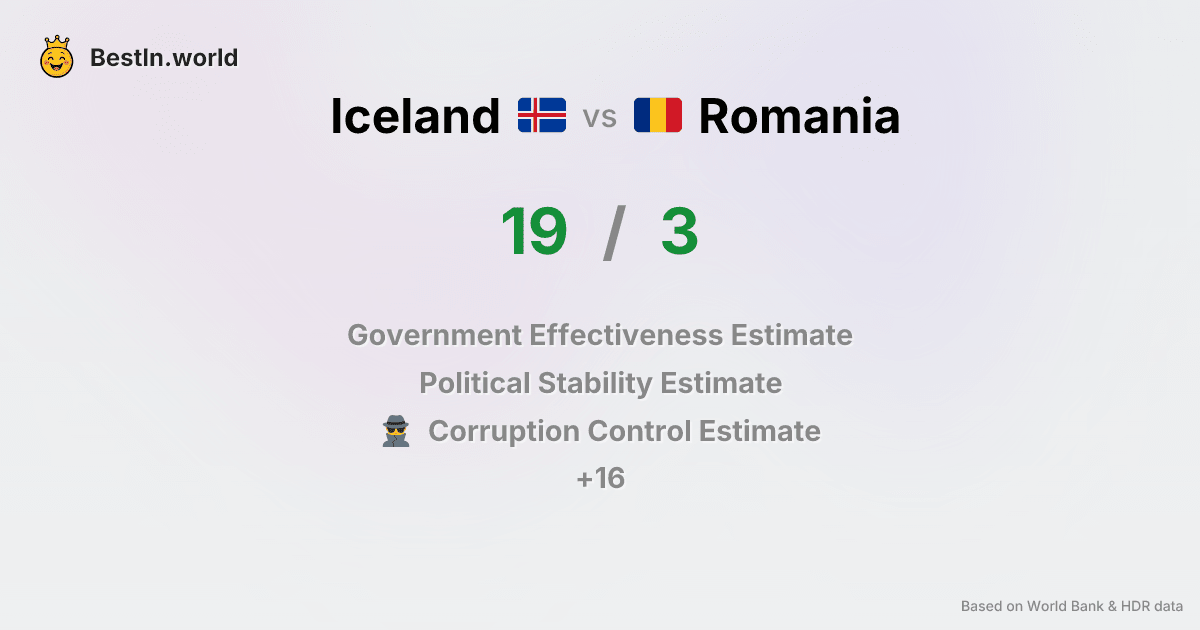 BestIn.world
Iceland vs Romania
19 / 3
Government Effectiveness Estimate
Political Stability Estimate
Corruption Control Estimate
+16
Based on World Bank & HDR data